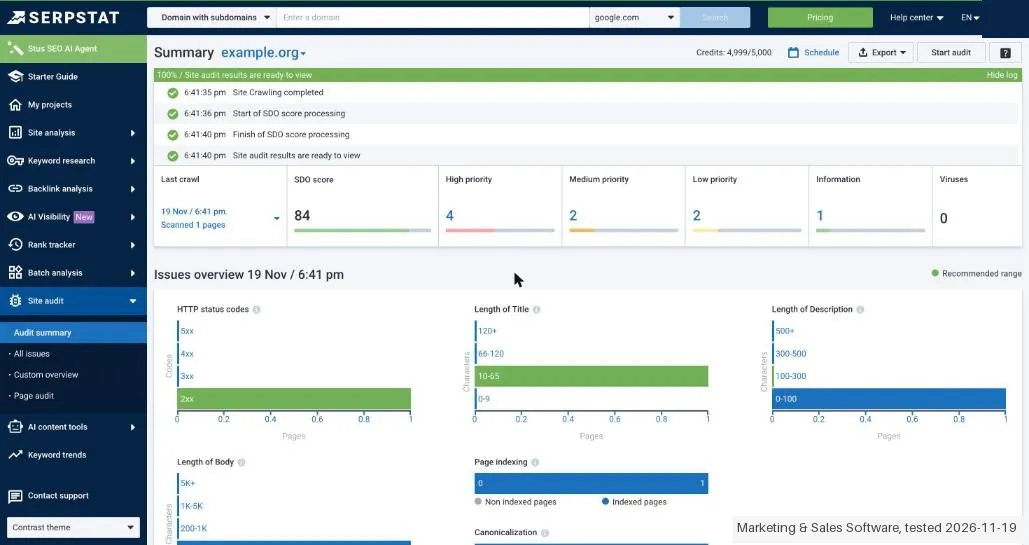 SERPSTAT
Domain with subdomains
Enter a domain
google.com
Search
Pricing
Help center
EN
Stus SEO AI Agent
Starter Guide
My projects
Site analysis
Keyword research
Backlink analysis
AI Visibility New
Rank tracker
Batch analysis
Site audit
Audit summary
All issues
Custom overview
Page audit
AI content tools
Keyword trends
Contact support
Contrast theme
Summary example.org
Credits: 4,999/5,000
Schedule
Export
Start audit
?
100% / Site audit results are ready to view
Hide log
6:41:35 pm Site Crawling completed
6:41:36 pm Start of SDO score processing
6:41:40 pm Finish of SDO score processing
6:41:40 pm Site audit results are ready to view
Last crawl
19 Nov / 6:41 pm.
Scanned 1 pages
SDO score
84
High priority
4
Medium priority
2
Low priority
2
Information
1
Viruses
0
Issues overview 19 Nov / 6:41 pm
Recommended range
HTTP status codes
Codes
5xx
4xx
3xx
2xx
0 0.2 0.4 0.6 0.8 1
Pages
Length of Title
Characters
120+
66-120
10-65
0-9
0 0.2 0.4 0.6 0.8 1
Pages
Length of Description
Characters
500+
300-500
100-300
0-100
0 0.2 0.4 0.6 0.8 1
Pages
Length of Body
Characters
5K+
1K-5K
200-1K
Page indexing
0 1
Non indexed pages
Indexed pages
Canonicalization
Marketing & Sales Software, tested 2026-11-19